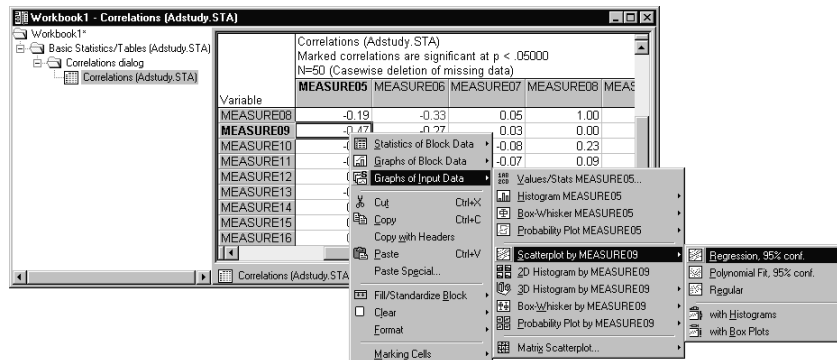 Workbook1 - Correlations (Adstudy.STA)
Workbook1*
Basic Statistics/Tables (Adstudy.STA)
Correlations dialog
Correlations (Adstudy.STA)
Correlations (Adstudy.STA)
Marked correlations are significant at p < .05000
N=50 (Casewise deletion of missing data)
Variable MEASURE05 MEASURE06 MEASURE07 MEASURE08 MEAS
MEASURE08 -0.19 -0.33 0.05 1.00
MEASURE09 -0.47 -0.27 0.03 0.00
MEASURE10 -0.08 0.23
MEASURE11 -0.07 0.09
MEASURE12
MEASURE13
MEASURE14
MEASURE15
MEASURE16
Correlations (Adstudy.STA
Statistics of Block Data
Graphs of Block Data
Graphs of Input Data
Cut Ctrl+X
Copy Ctrl+C
Copy with Headers
Paste Ctrl+V
Paste Special...
Fill/Standardize Block
Clear
Format
Marking Cells
Values/Stats MEASURE05...
Histogram MEASURE05
Box-Whisker MEASURE05
Probability Plot MEASURE05
Scatterplot by MEASURE09
2D Histogram by MEASURE09
3D Histogram by MEASURE09
Box-Whisker by MEASURE09
Probability Plot by MEASURE09
Matrix Scatterplot...
Regression, 95% conf.
Polynomial Fit, 95% conf.
Regular
with Histograms
with Box Plots